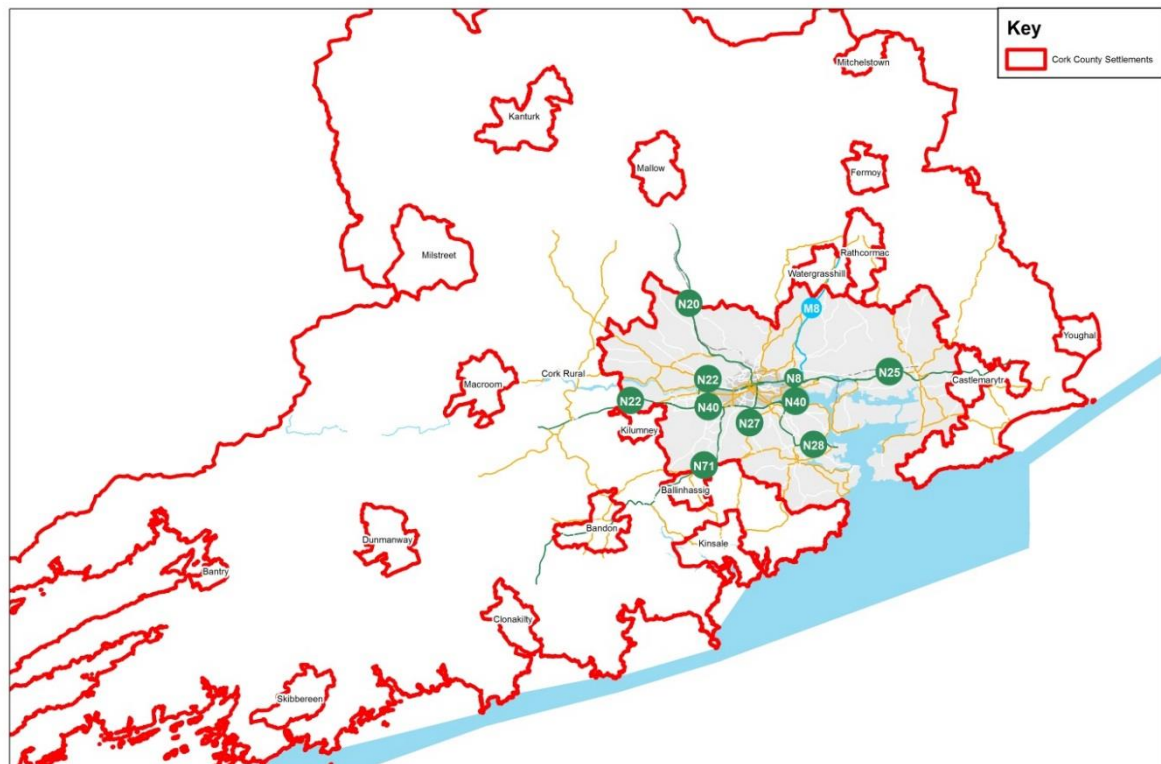 Key
Cork County Settlements
Mitchelstown
Kanturk
Mallow
Fermoy
Milstreet
Rathcormac
Watergrasshill
N20
M8
Youghal
Cork Rural
Macroom
N22
N8
N25
Castlemarytr
N22
N40
N40
Kilumney
N27
N28
N71
Ballinhassig
Bandon
Dunmanway
Kinsale
Bantry
Clonakilty
Skibbereen